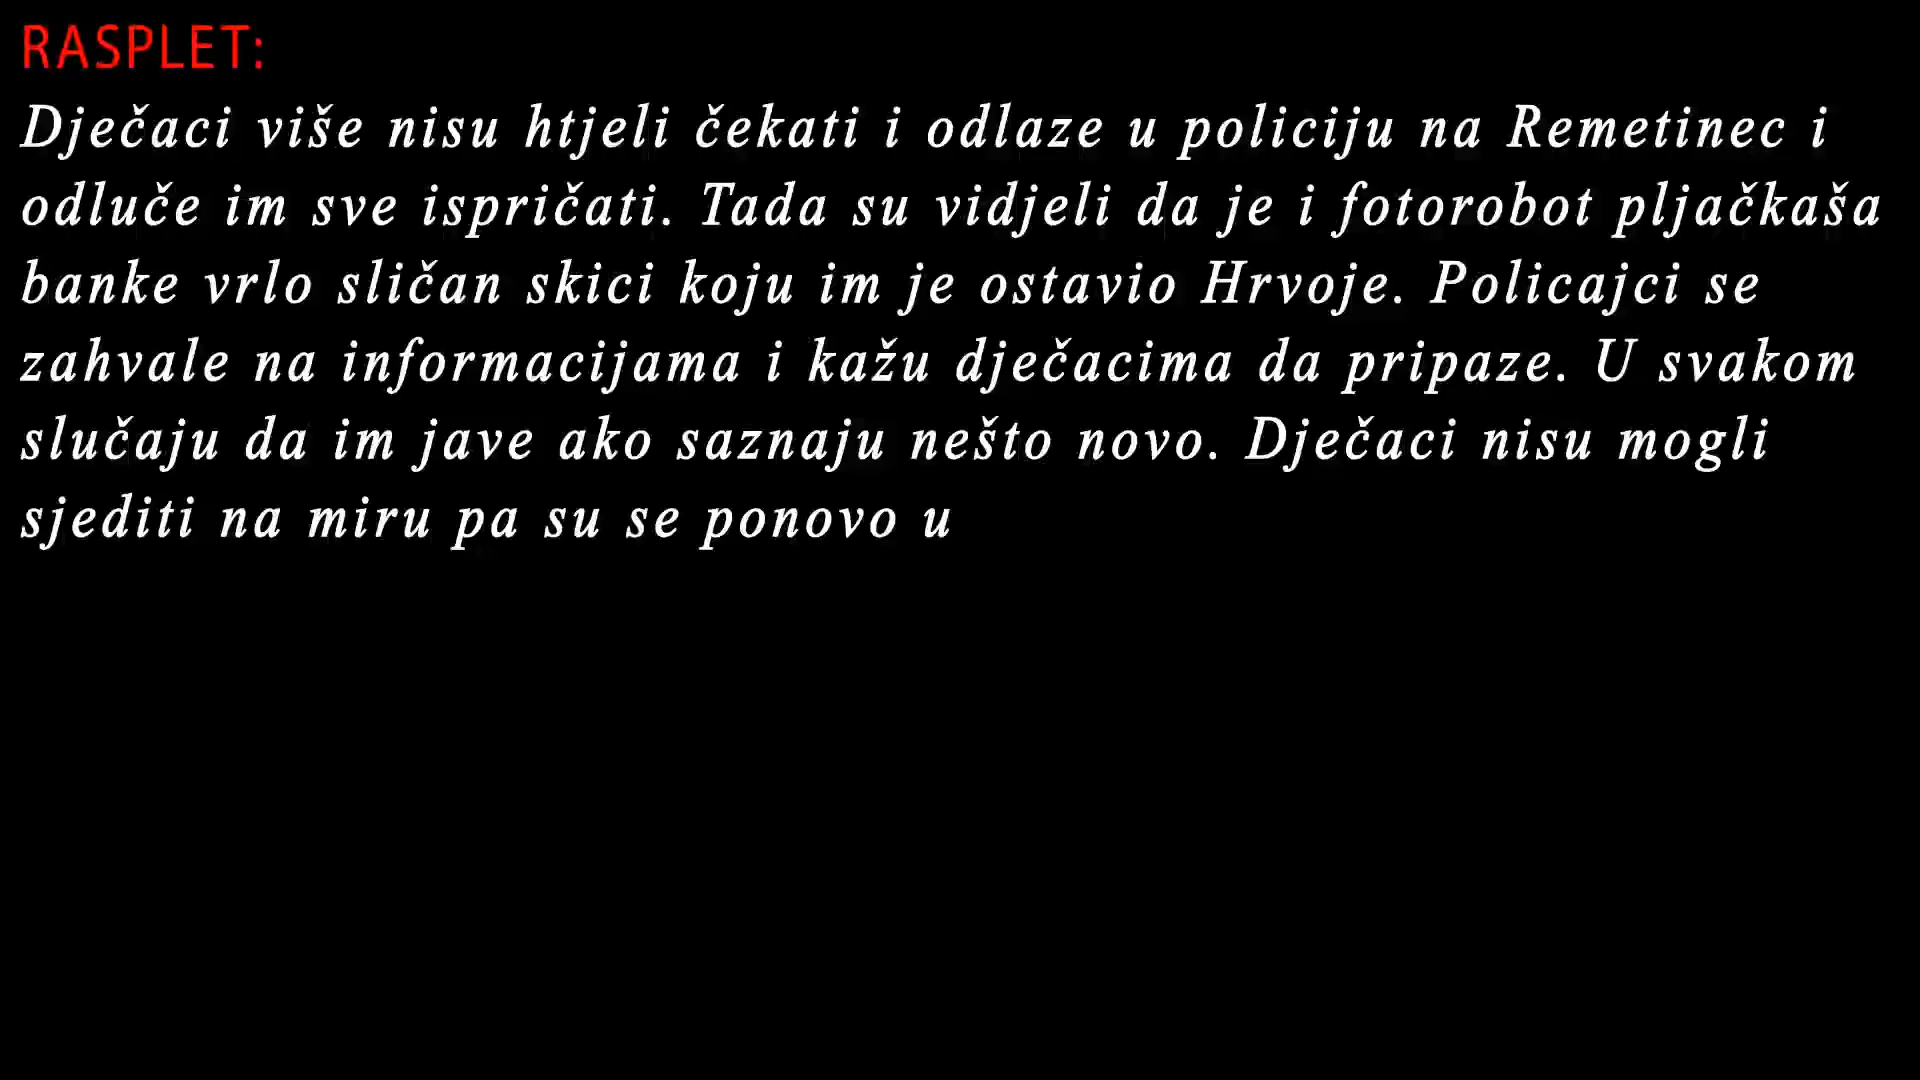 RASPLET:
Dječaci više nisu htjeli čekati i odlaze u policiju na Remetinec i
odluče im sve ispričati. Tada su vidjeli da je i fotorobot pljačkaša
banke vrlo sličan skici koju im je ostavio Hrvoje. Policajci se
zahvale na informacijama i kažu dječacima da pripaze. U svakom
slučaju da im jave ako saznaju nešto novo. Dječaci nisu mogli
sjediti na miru pa su se ponovo u